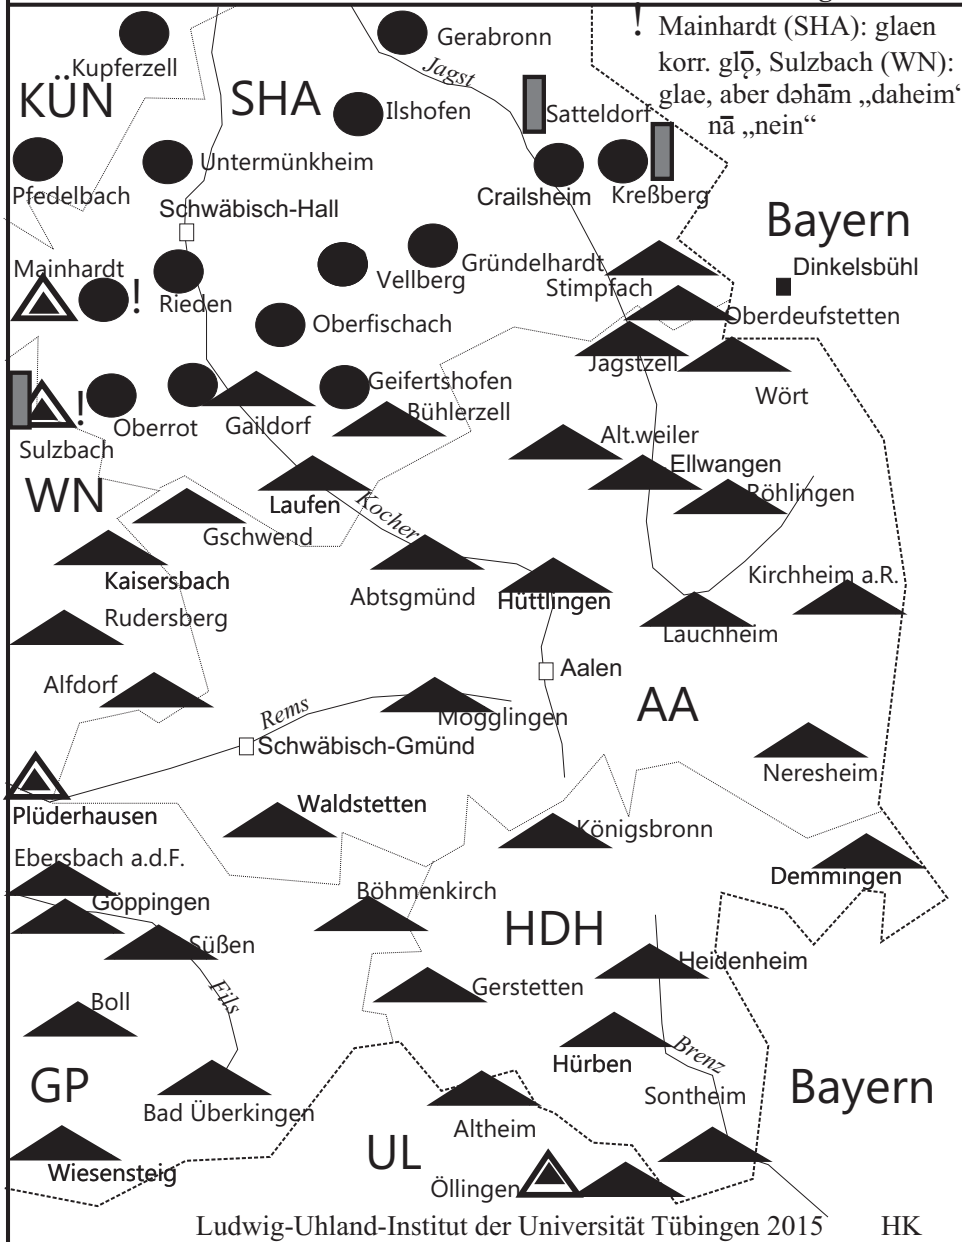 ! Mainhardt (SHA): glaen
korr. glǭ, Sulzbach (WN):
glae, aber dəhām „daheim“
nā „nein“
Gerabronn
Kupferzell
Jagst
KÜN
SHA
Ilshofen
Satteldorf
Untermünkheim
Pfedelbach
Crailsheim
Kreßberg
Schwäbisch-Hall
Bayern
Mainhardt
!
Rieden
Vellberg
Gründelhardt
Dinkelsbühl
Stimpfach
Oberfischach
Oberdeufstetten
Jagstzell
Wört
Geifertshofen
!
Sulzbach
Oberrot
Gaildorf
Bühlerzell
Alt.weiler
Ellwangen
WN
Laufen
Kocher
Röhlingen
Gschwend
Kaisersbach
Abtsgmünd
Hüttlingen
Kirchheim a.R.
Rudersberg
Lauchheim
Alfdorf
Aalen
Rems
Mögglingen
AA
Schwäbisch-Gmünd
Neresheim
Plüderhausen
Waldstetten
Königsbronn
Ebersbach a.d.F.
Demmingen
Göppingen
Böhmenkirch
HDH
Süßen
Heidenheim
Fils
Gerstetten
Boll
Hürben
Brenz
GP
Sontheim
Bayern
Bad Überkingen
Altheim
UL
Wiesensteig
Öllingen
Ludwig-Uhland-Institut der Universität Tübingen 2015 HK